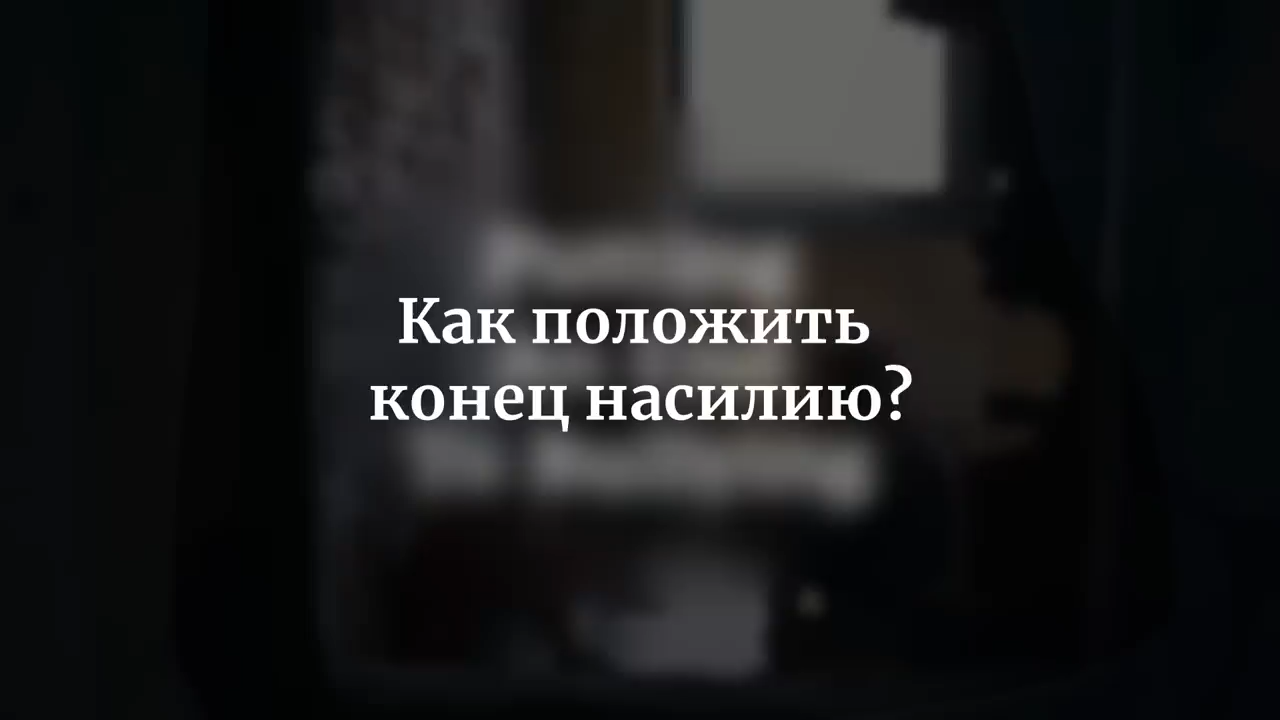 Как положить
конец насилию?